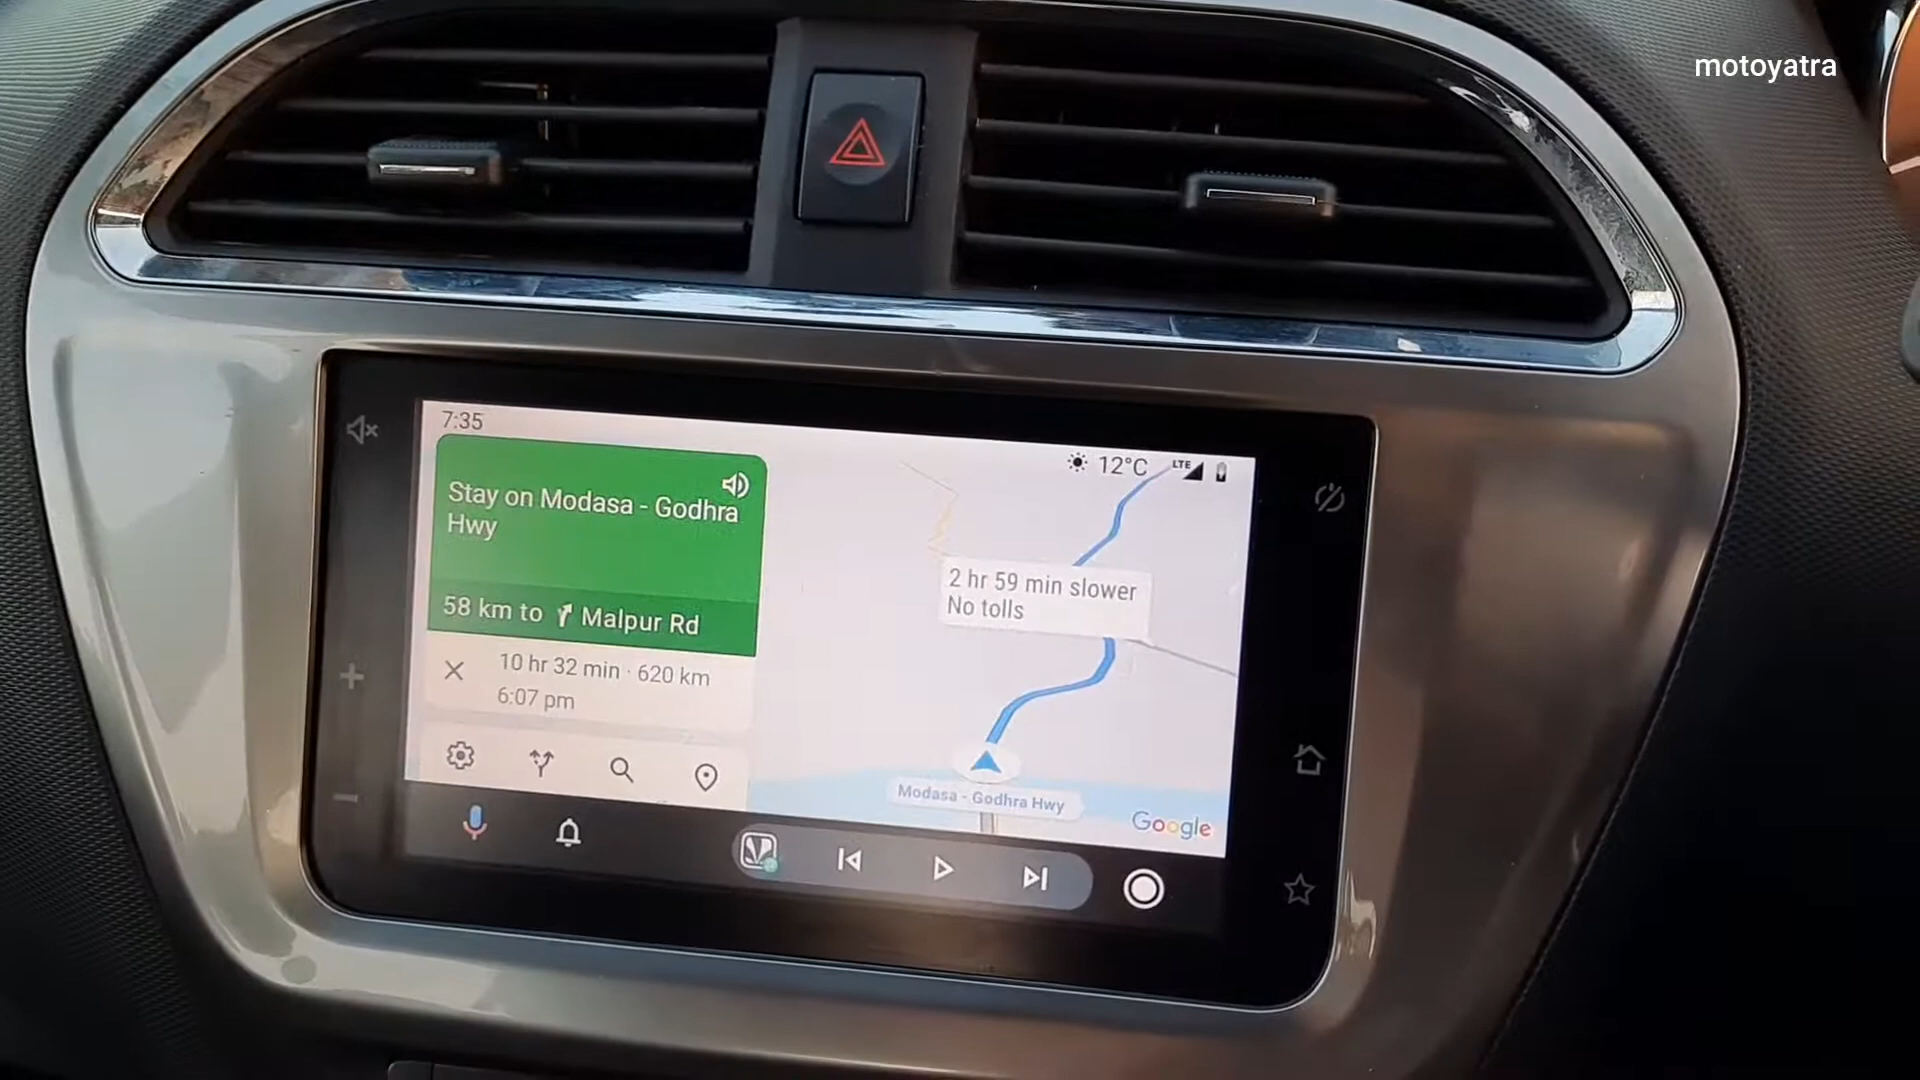 motoyatra
7:35
12°C
LTE
Stay on Modasa - Godhra
Hwy
58 km to Malpur Rd
10 hr 32 min · 620 km
6:07 pm
2 hr 59 min slower
No tolls
Modasa - Godhra Hwy
Google